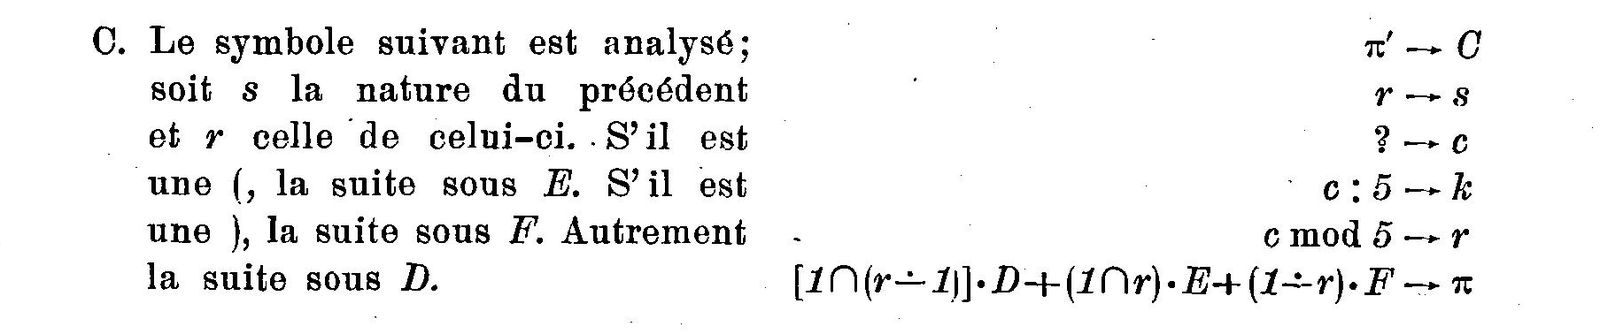 C. Le symbole suivant est analysé; π′ → C
soit s la nature du précédent r → s
et r celle de celui-ci. S'il est ? → c
une (, la suite sous E. S'il est c : 5 → k
une ), la suite sous F. Autrement c mod 5 → r
la suite sous D. [1∩(r∸1)]·D+(1∩r)·E+(1∸r)·F → π